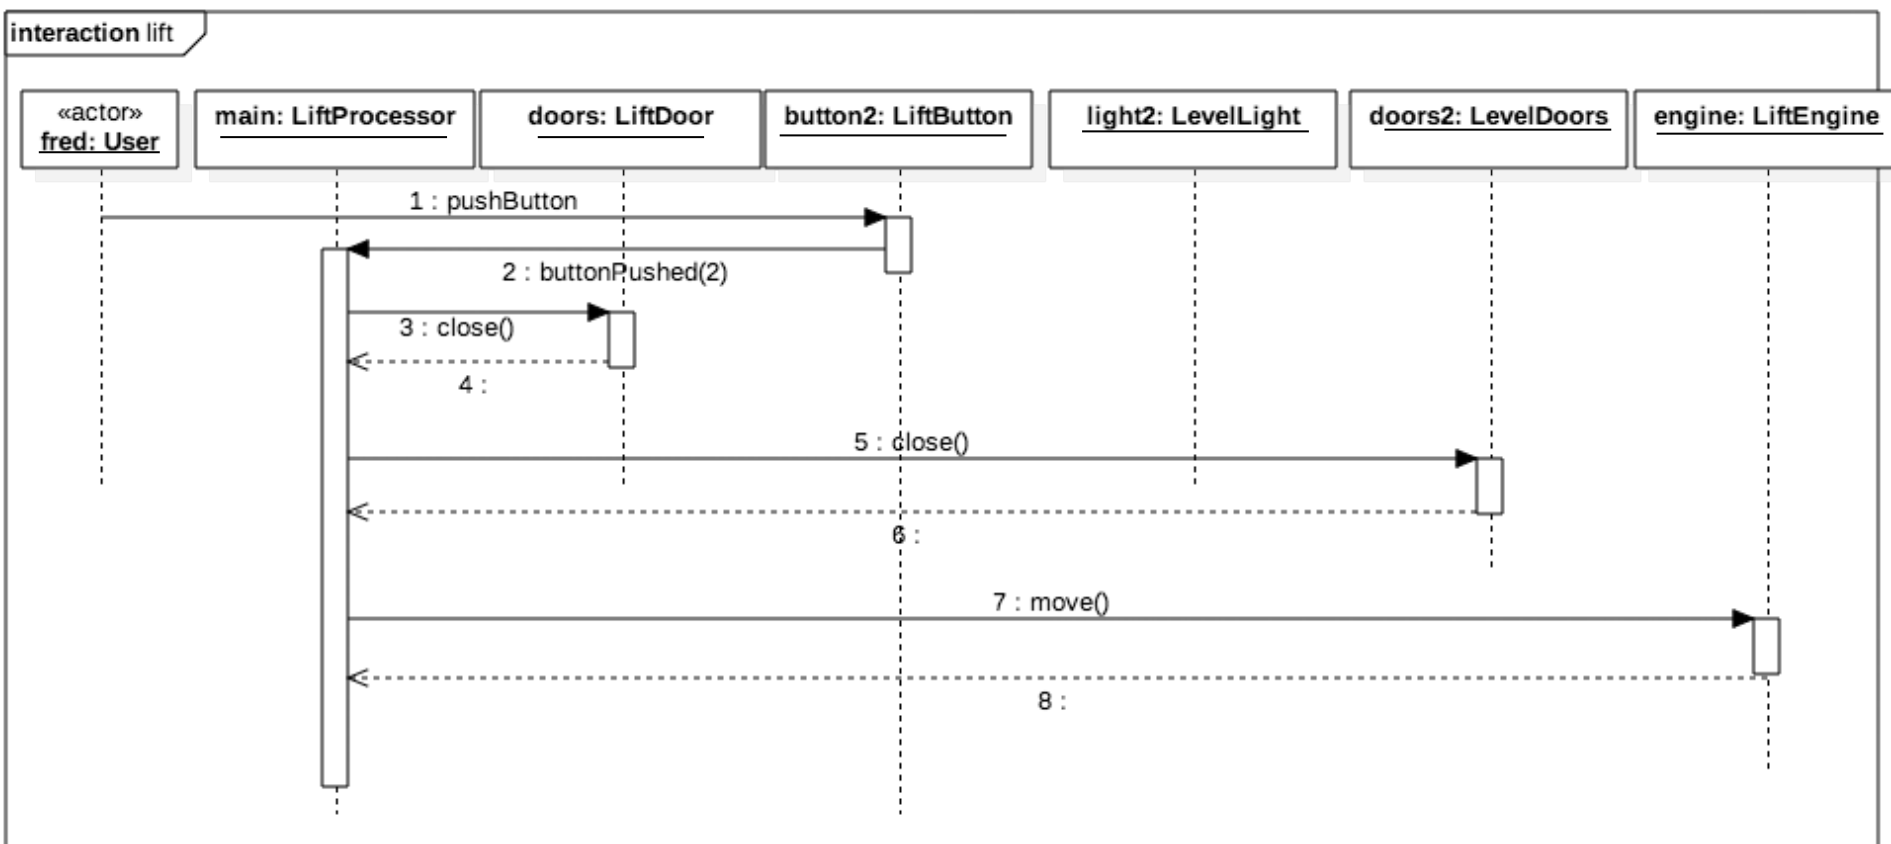 interaction lift
«actor»
fred: User
main: LiftProcessor
doors: LiftDoor
button2: LiftButton
light2: LevelLight
doors2: LevelDoors
engine: LiftEngine
1 : pushButton
2 : buttonPushed(2)
3 : close()
4 :
5 : close()
6 :
7 : move()
8 :